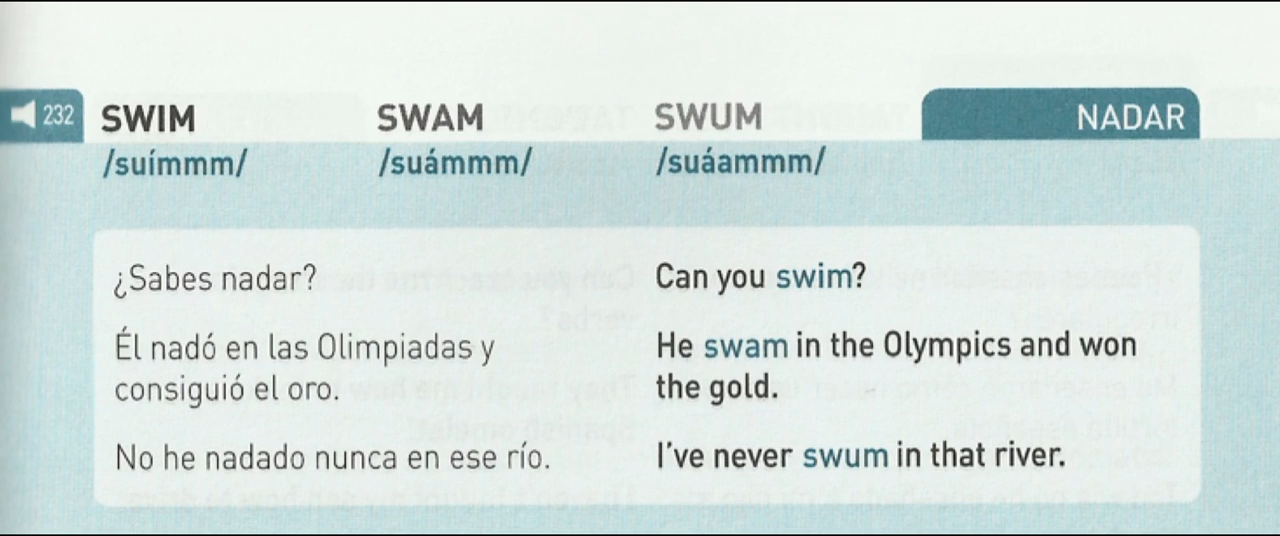 232 SWIM SWAM SWUM NADAR
/suímmm/ /suámmm/ /suáammm/
¿Sabes nadar? Can you swim?
Él nadó en las Olimpiadas y He swam in the Olympics and won
consiguió el oro. the gold.
No he nadado nunca en ese río. I've never swum in that river.